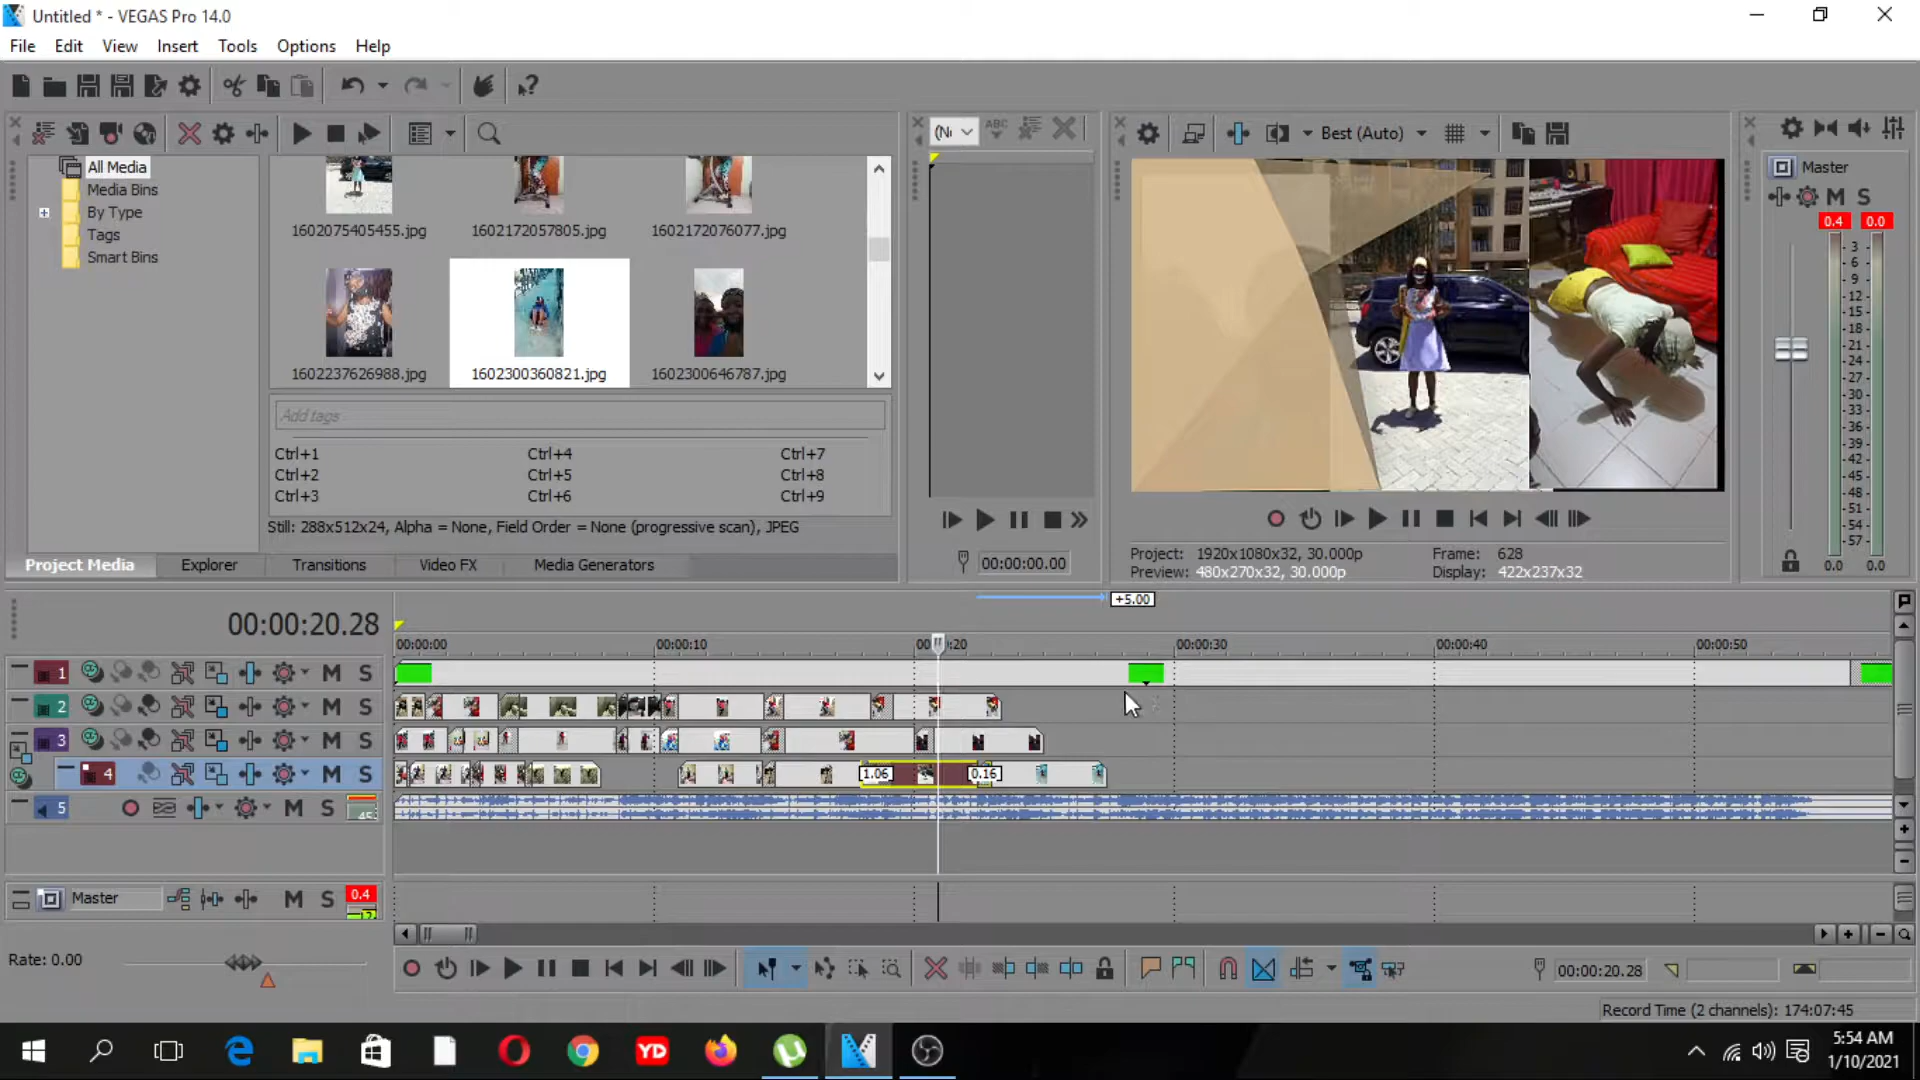 Untitled * - VEGAS Pro 14.0
File Edit View Insert Tools Options Help
Best (Auto)
Master
M S
0.4 0.0
All Media
Media Bins
By Type
Tags
Smart Bins
1602075405455.jpg 1602172057805.jpg 1602172076077.jpg
1602237626988.jpg 1602300360821.jpg 1602300646787.jpg
Add tags
Ctrl+1 Ctrl+4 Ctrl+7
Ctrl+2 Ctrl+5 Ctrl+8
Ctrl+3 Ctrl+6 Ctrl+9
Still: 288x512x24, Alpha = None, Field Order = None (progressive scan), JPEG
Project Media Explorer Transitions Video FX Media Generators
00:00:00.00
Project: 1920x1080x32, 30.000p Frame: 628
Preview: 480x270x32, 30.000p Display: 422x237x32
- 3 -
- 6 -
- 9 -
- 12 -
- 15 -
- 18 -
- 21 -
- 24 -
- 27 -
- 30 -
- 33 -
- 36 -
- 39 -
- 42 -
- 45 -
- 48 -
- 51 -
- 54 -
- 57 -
0.0 0.0
+5.00
00:00:20.28
00:00:00 00:00:10 00:00:30 00:00:40 00:00:50
1 M S
2 M S
3 M S
4 M S
1.06 0.16
5 M S
Master M S 0.4
Rate: 0.00
00:00:20.28
Record Time (2 channels): 174:07:45
YD
5:54 AM
1/10/2021